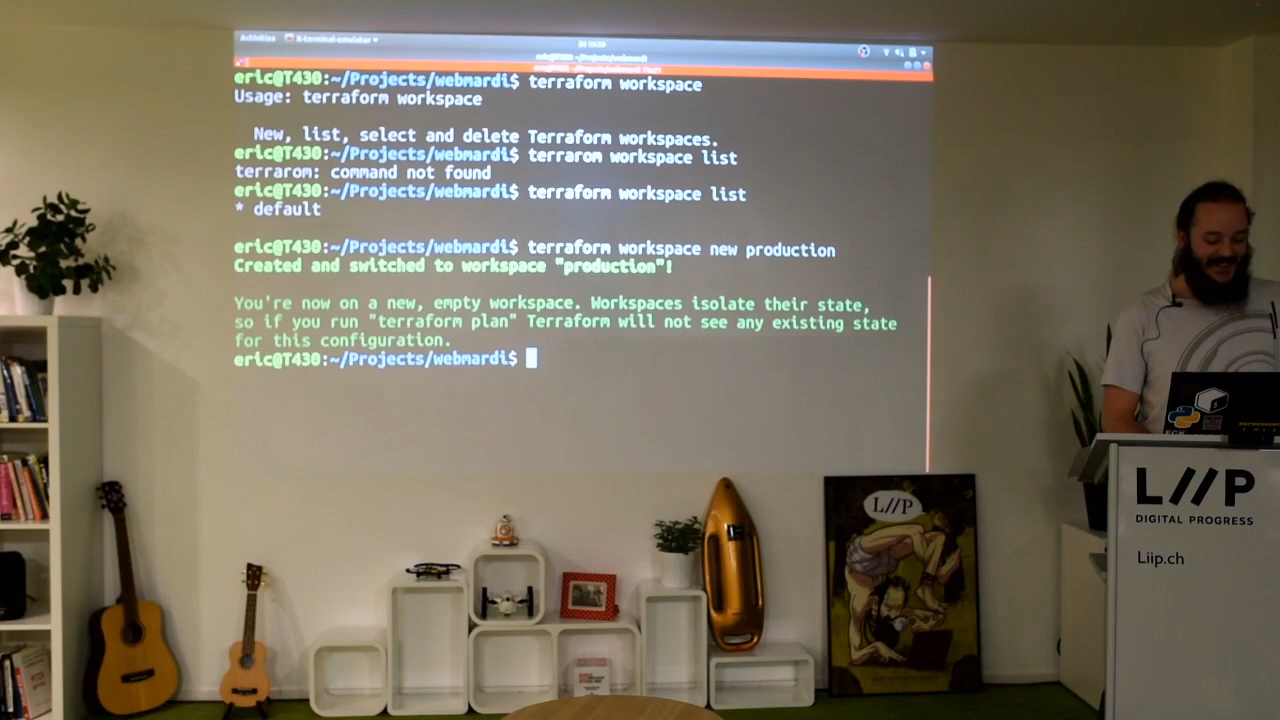 Activities X-terminal-emulator
eric@T430:~/Projects/webmardi$ terraform workspace
Usage: terraform workspace
New, list, select and delete Terraform workspaces.
eric@T430:~/Projects/webmardi$ terrarom workspace list
terrarom: command not found
eric@T430:~/Projects/webmardi$ terraform workspace list
* default
eric@T430:~/Projects/webmardi$ terraform workspace new production
Created and switched to workspace "production"!
You're now on a new, empty workspace. Workspaces isolate their state,
so if you run "terraform plan" Terraform will not see any existing state
for this configuration.
eric@T430:~/Projects/webmardi$
L//P
LIIP
DIGITAL PROGRESS
Liip.ch